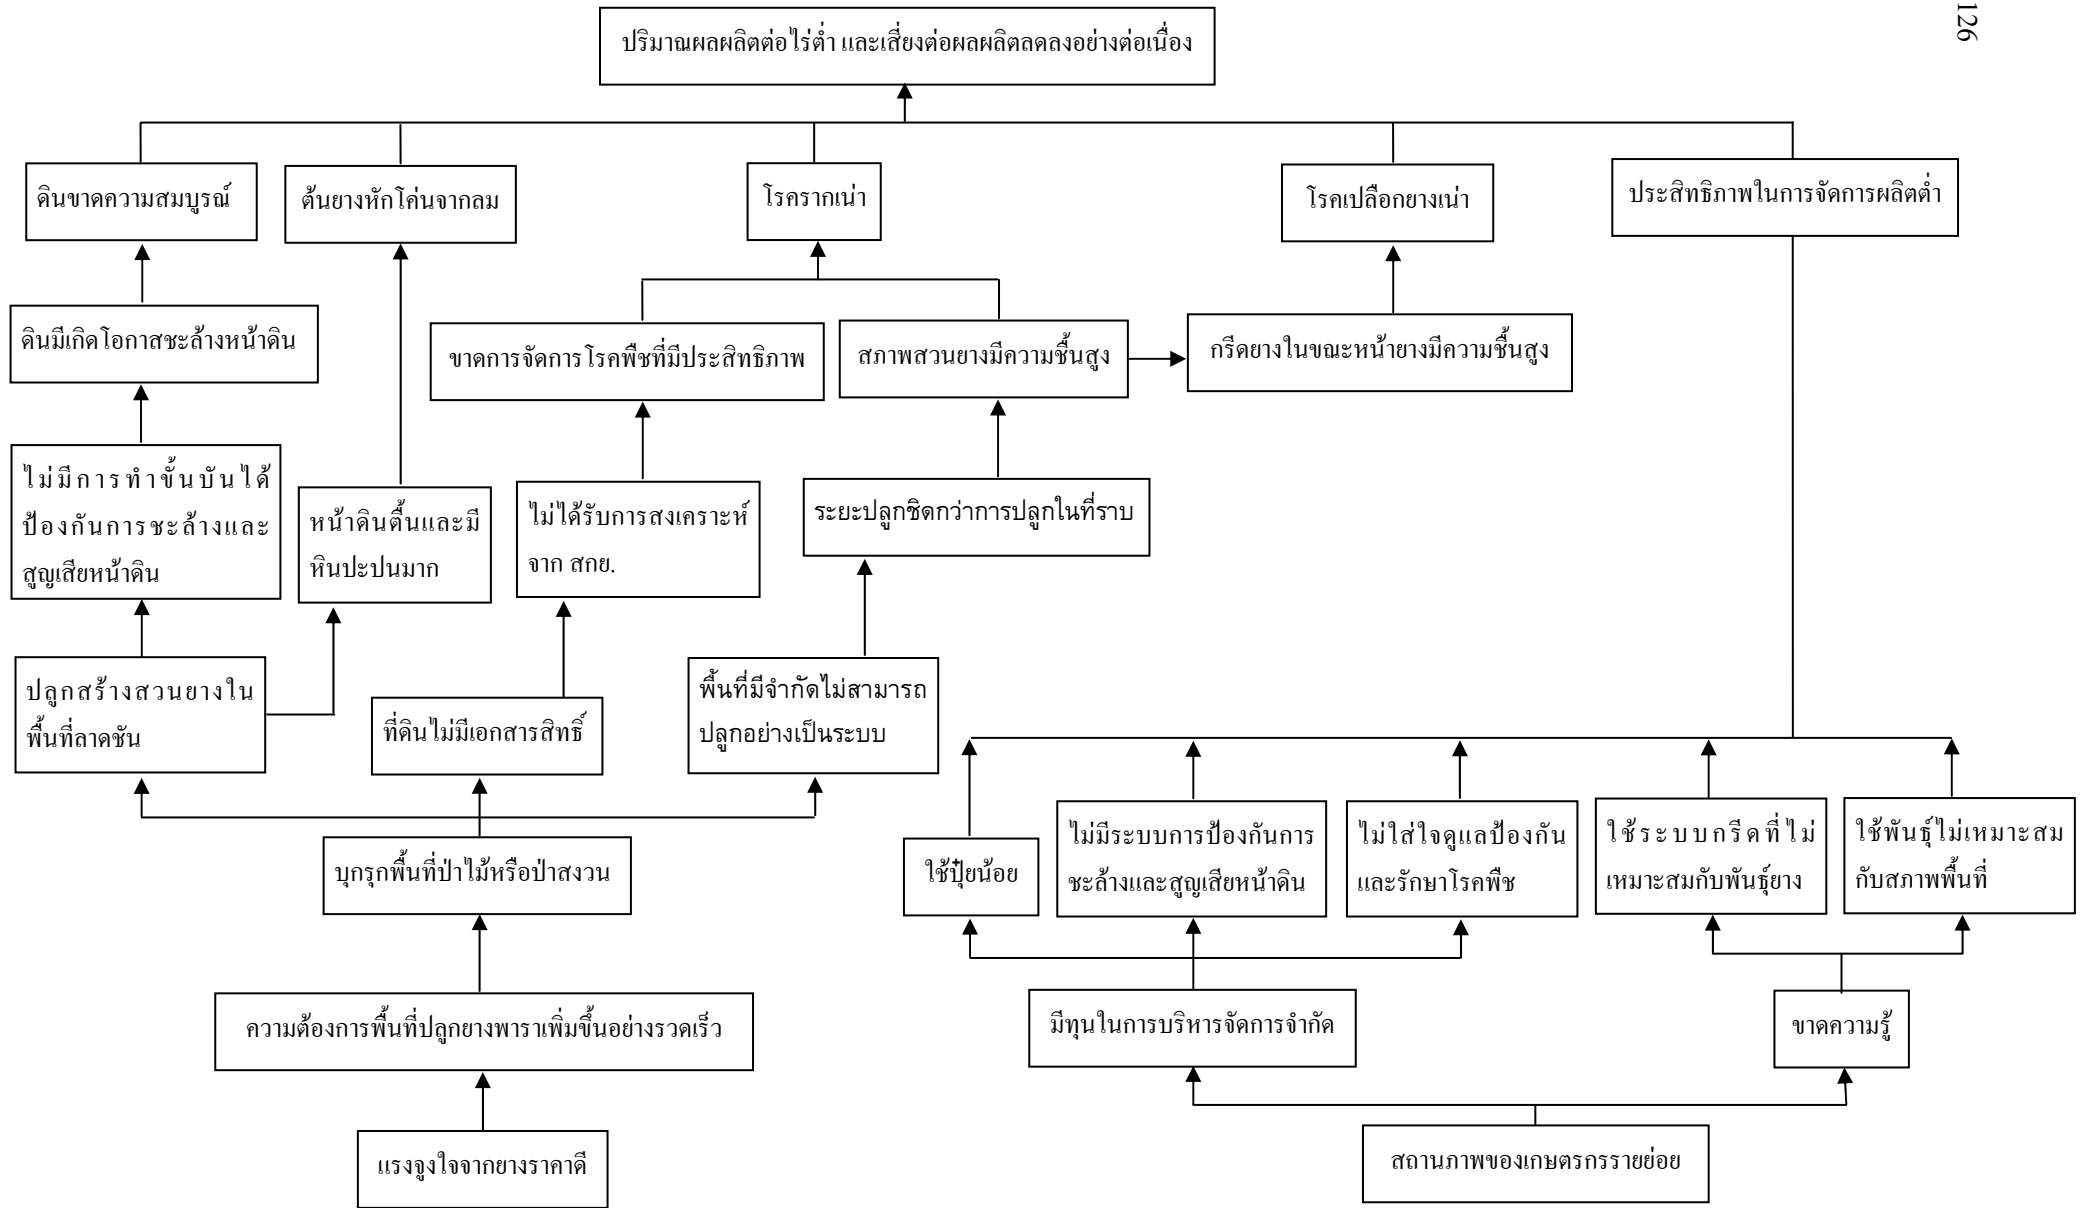 126
ปริมาณผลผลิตต่อไร่ต่ำ และเสี่ยงต่อผลผลิตลดลงอย่างต่อเนื่อง
ดินขาดความสมบูรณ์
ต้นยางหักโค่นจากลม
โรครากเน่า
โรคเปลือกยางเน่า
ประสิทธิภาพในการจัดการผลิตต่ำ
ดินมีเกิดโอกาสชะล้างหน้าดิน
ขาดการจัดการโรคพืชที่มีประสิทธิภาพ
สภาพสวนยางมีความชื้นสูง
กรีดยางในขณะหน้ายางมีความชื้นสูง
ไม่มีการทำขั้นบันได้
ป้องกันการชะล้างและ
สูญเสียหน้าดิน
หน้าดินตื้นและมี
หินปะปนมาก
ไม่ได้รับการสงเคราะห์
จาก สกย.
ระยะปลูกชิดกว่าการปลูกในที่ราบ
ปลูกสร้างสวนยางใน
พื้นที่ลาดชัน
ที่ดินไม่มีเอกสารสิทธิ์
พื้นที่มีจำกัดไม่สามารถ
ปลูกอย่างเป็นระบบ
บุกรุกพื้นที่ป่าไม้หรือป่าสงวน
ใช้ปุ๋ยน้อย
ไม่มีระบบการป้องกันการ
ชะล้างและสูญเสียหน้าดิน
ไม่ใส่ใจดูแลป้องกัน
และรักษาโรคพืช
ใช้ระบบกรีดที่ไม่
เหมาะสมกับพันธุ์ยาง
ใช้พันธุ์ไม่เหมาะสม
กับสภาพพื้นที่
ความต้องการพื้นที่ปลูกยางพาราเพิ่มขึ้นอย่างรวดเร็ว
มีทุนในการบริหารจัดการจำกัด
ขาดความรู้
แรงจูงใจจากยางราคาดี
สถานภาพของเกษตรกรรายย่อย